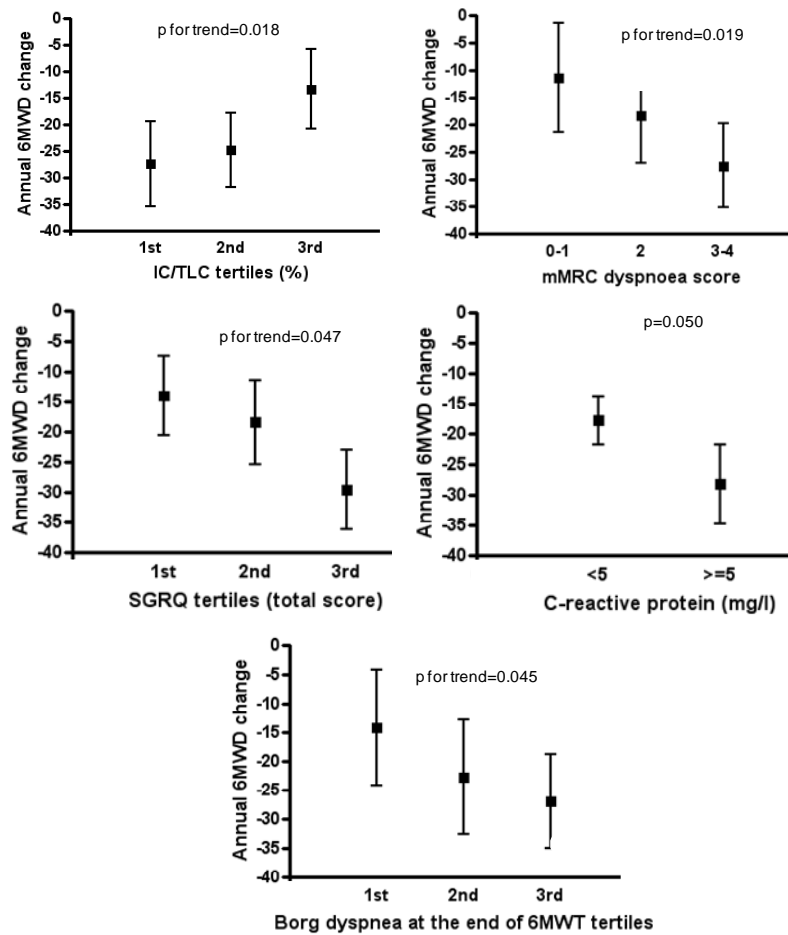 0
-5
-10
-15
-20
-25
-30
-35
-40
Annual 6MWD change
p for trend=0.018
1st 2nd 3rd
IC/TLC tertiles (%)
0
-5
-10
-15
-20
-25
-30
-35
-40
Annual 6MWD change
p for trend=0.019
0-1 2 3-4
mMRC dyspnoea score
0
-5
-10
-15
-20
-25
-30
-35
-40
Annual 6MWD change
p for trend=0.047
1st 2nd 3rd
SGRQ tertiles (total score)
0
-5
-10
-15
-20
-25
-30
-35
-40
Annual 6MWD change
p=0.050
<5 >=5
C-reactive protein (mg/l)
0
-5
-10
-15
-20
-25
-30
-35
-40
Annual 6MWD change
p for trend=0.045
1st 2nd 3rd
Borg dyspnea at the end of 6MWT tertiles